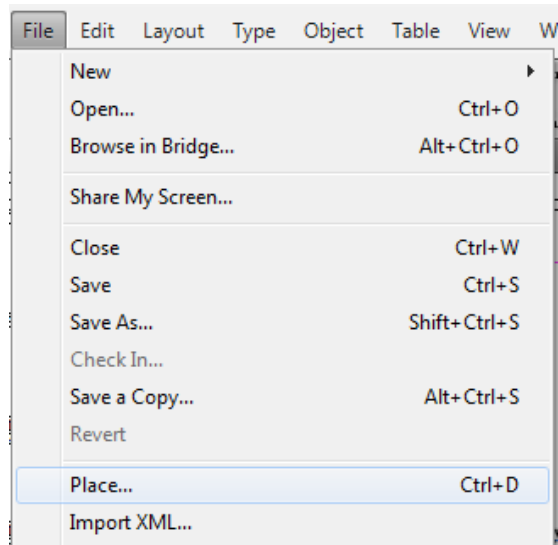 File Edit Layout Type Object Table View W
New
Open... Ctrl+O
Browse in Bridge... Alt+Ctrl+O
Share My Screen...
Close Ctrl+W
Save Ctrl+S
Save As... Shift+Ctrl+S
Check In...
Save a Copy... Alt+Ctrl+S
Revert
Place... Ctrl+D
Import XML...